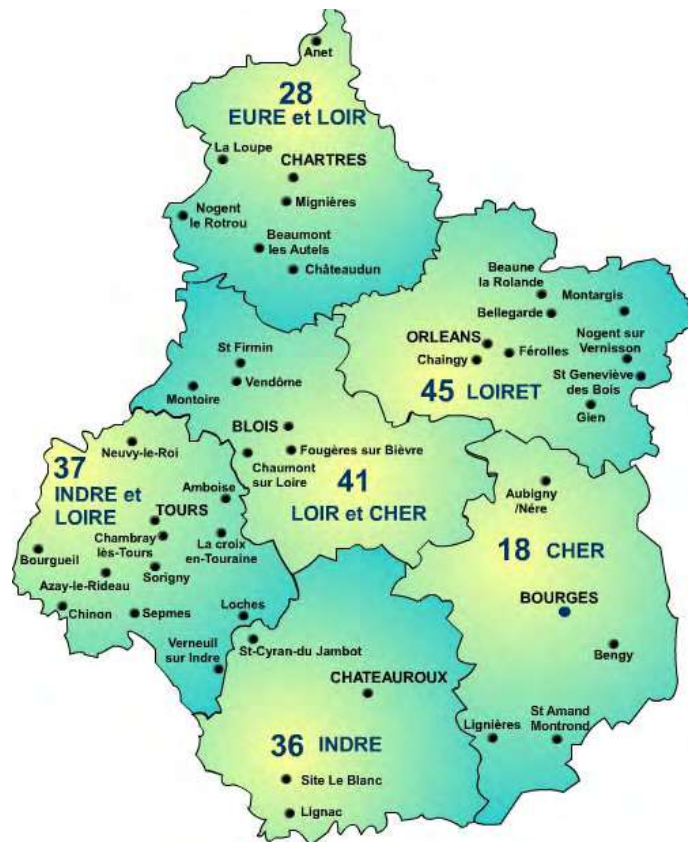 Anet
28
EURE et LOIR
La Loupe
CHARTRES
Mignières
Nogent
le Rotrou
Beaumont
les Autels
Châteaudun
Beaune
la Rolande
Montargis
Bellegarde
ORLEANS
Nogent sur
Vernisson
Chaingy
Férolles
St Geneviève
des Bois
45 LOIRET
Gien
St Firmin
Vendôme
Montoire
BLOIS
Fougères sur Bièvre
Chaumont
sur Loire
41
LOIR et CHER
Neuvy-le-Roi
37
INDRE et
LOIRE
Amboise
TOURS
Chambray
lès-Tours
La croix
en-Touraine
Bourgueil
Azay-le-Rideau
Sorigny
Chinon
Sepmes
Loches
Verneuil
sur Indre
Aubigny
/Nére
18 CHER
BOURGES
Bengy
St Amand
Montrond
Lignières
St-Cyran-du Jambot
CHATEAUROUX
36 INDRE
Site Le Blanc
Lignac